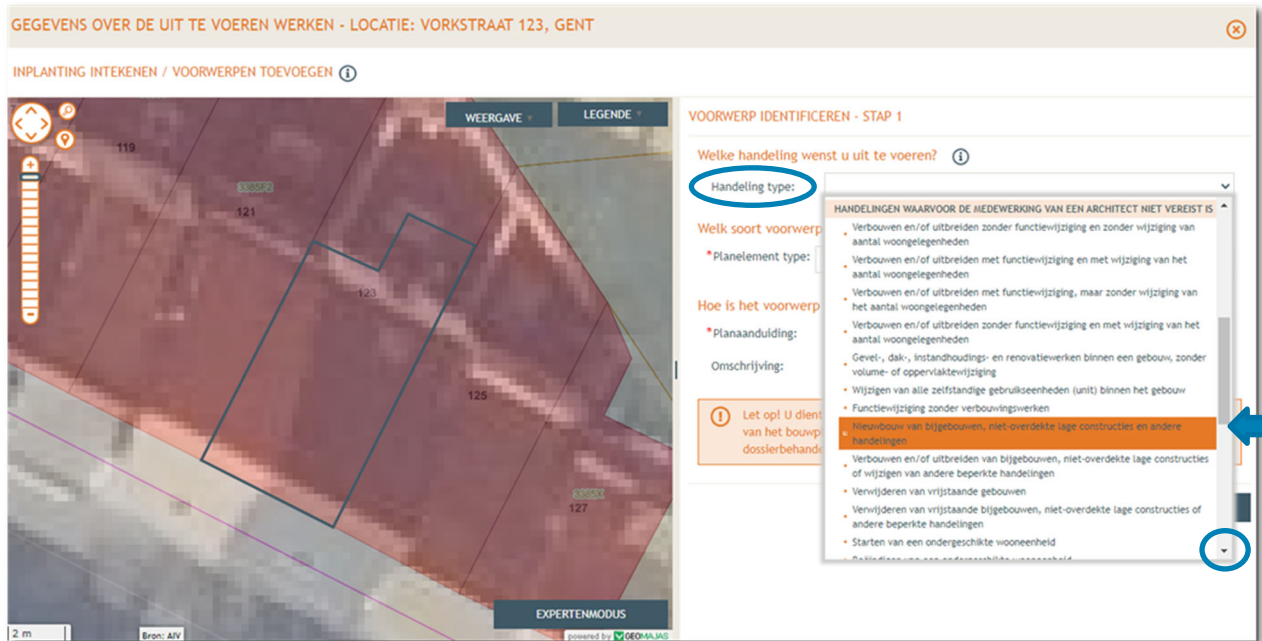 GEGEVENS OVER DE UIT TE VOEREN WERKEN - LOCATIE: VORKSTRAAT 123, GENT
INPLANTING INTEKENEN / VOORWERPEN TOEVOEGEN
WEERGAVE
LEGENDE
119
3385F2
121
123
125
3385X
127
EXPERTENMODUS
2 m
Bron: AIV
powered by GEOMAJAS
VOORWERP IDENTIFICEREN - STAP 1
Welke handeling wenst u uit te voeren?
Handeling type:
Welk soort voorwerp
*Planelement type:
Hoe is het voorwerp
*Planaanduiding:
Omschrijving:
Let op! U dient
van het bouwp
dossierbehande
HANDELINGEN WAARVOOR DE MEDEWERKING VAN EEN ARCHITECT NIET VEREIST IS
Verbouwen en/of uitbreiden zonder functiewijziging en zonder wijziging van
aantal woongelegenheden
Verbouwen en/of uitbreiden met functiewijziging en met wijziging van het
aantal woongelegenheden
Verbouwen en/of uitbreiden met functiewijziging, maar zonder wijziging van
het aantal woongelegenheden
Verbouwen en/of uitbreiden zonder functiewijziging en met wijziging van het
aantal woongelegenheden
Gevel-, dak-, instandhoudings- en renovatiewerken binnen een gebouw, zonder
volume- of oppervlaktewijziging
Wijzigen van alle zelfstandige gebruikseenheden (unit) binnen het gebouw
Functiewijziging zonder verbouwingswerken
Nieuwbouw van bijgebouwen, niet-overdekte lage constructies en andere
handelingen
Verbouwen en/of uitbreiden van bijgebouwen, niet-overdekte lage constructies
of wijzigen van andere beperkte handelingen
Verwijderen van vrijstaande gebouwen
Verwijderen van vrijstaande bijgebouwen, niet-overdekte lage constructies of
andere beperkte handelingen
Starten van een ondergeschikte wooneenheid